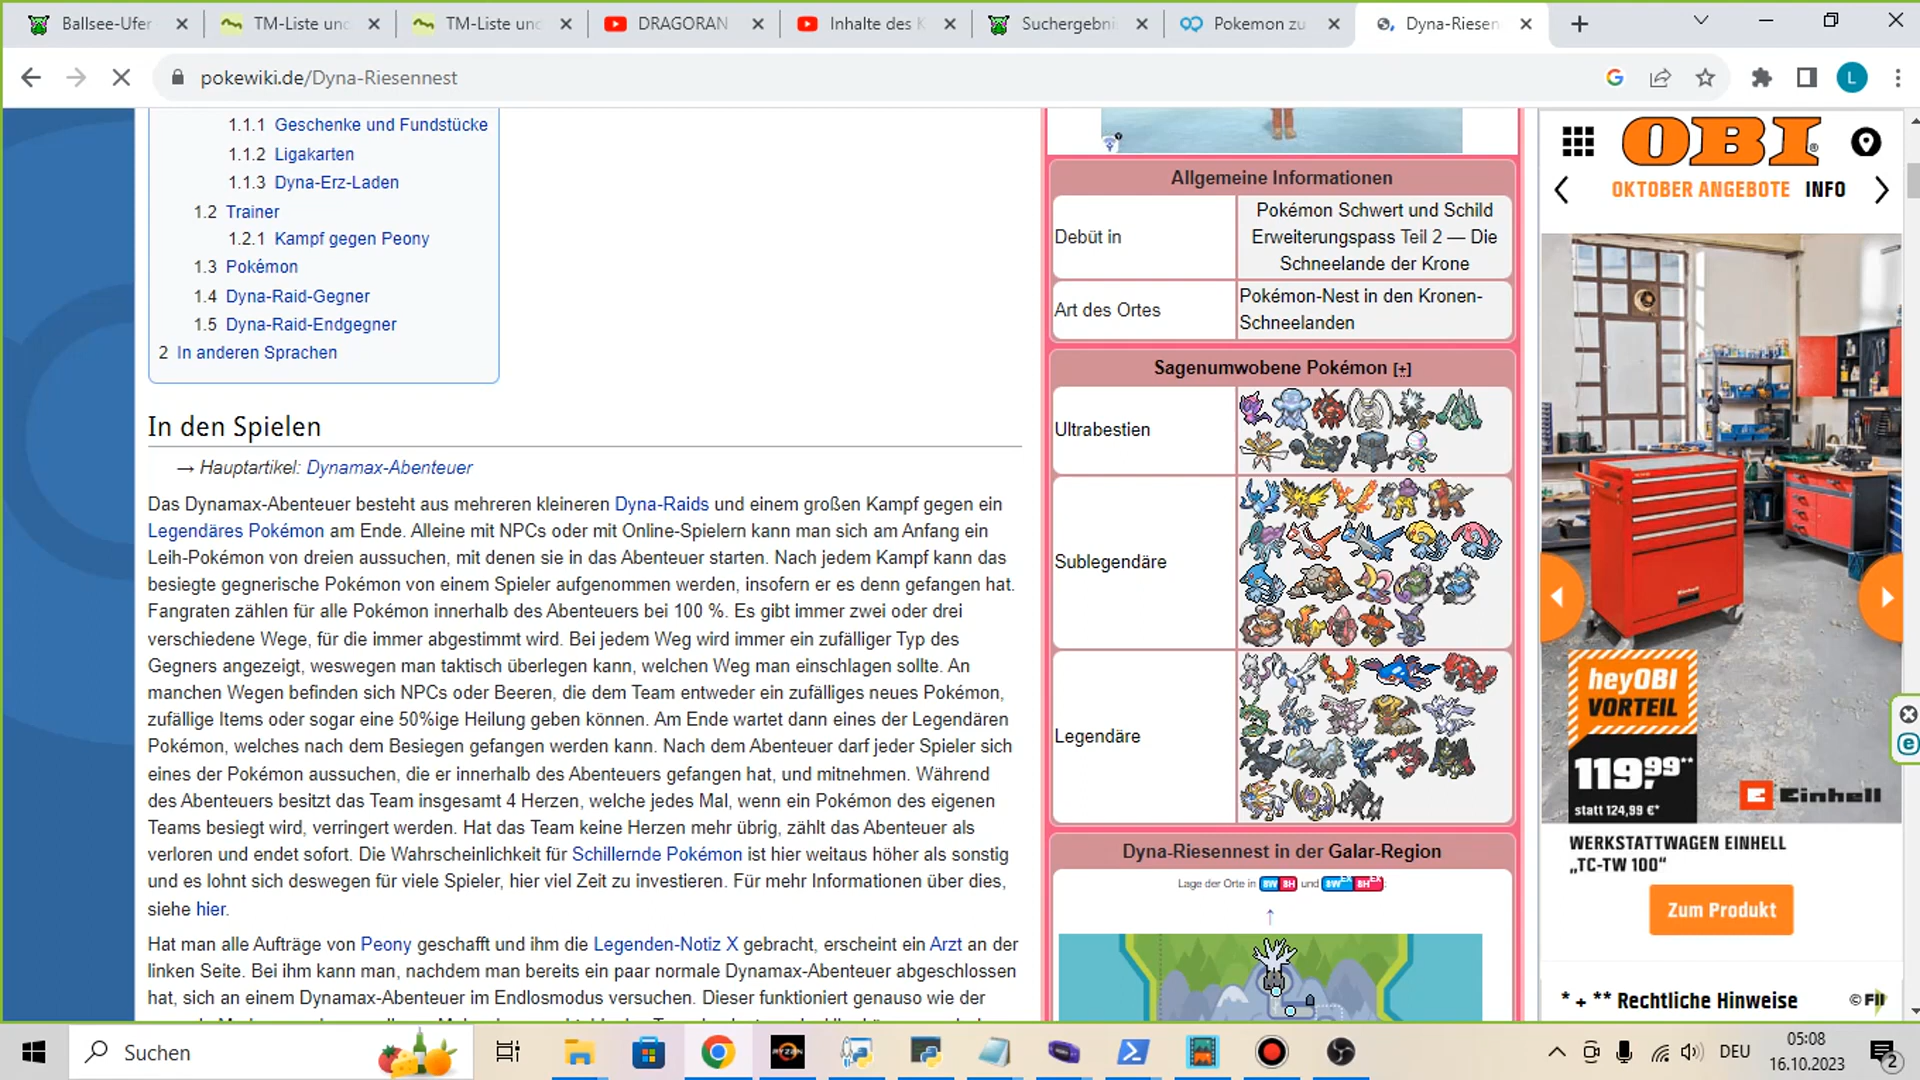 Ballsee-Ufer
TM-Liste und
TM-Liste und
DRAGORAN
Inhalte des K
Suchergebnis
Pokemon zu
Dyna-Riesen
pokewiki.de/Dyna-Riesennest
L
1.1.1 Geschenke und Fundstücke
1.1.2 Ligakarten
1.1.3 Dyna-Erz-Laden
1.2 Trainer
1.2.1 Kampf gegen Peony
1.3 Pokémon
1.4 Dyna-Raid-Gegner
1.5 Dyna-Raid-Endgegner
2 In anderen Sprachen
In den Spielen
→ Hauptartikel: Dynamax-Abenteuer
Das Dynamax-Abenteuer besteht aus mehreren kleineren Dyna-Raids und einem großen Kampf gegen ein
Legendäres Pokémon am Ende. Alleine mit NPCs oder mit Online-Spielern kann man sich am Anfang ein
Leih-Pokémon von dreien aussuchen, mit denen sie in das Abenteuer starten. Nach jedem Kampf kann das
besiegte gegnerische Pokémon von einem Spieler aufgenommen werden, insofern er es denn gefangen hat.
Fangraten zählen für alle Pokémon innerhalb des Abenteuers bei 100 %. Es gibt immer zwei oder drei
verschiedene Wege, für die immer abgestimmt wird. Bei jedem Weg wird immer ein zufälliger Typ des
Gegners angezeigt, weswegen man taktisch überlegen kann, welchen Weg man einschlagen sollte. An
manchen Wegen befinden sich NPCs oder Beeren, die dem Team entweder ein zufälliges neues Pokémon,
zufällige Items oder sogar eine 50%ige Heilung geben können. Am Ende wartet dann eines der Legendären
Pokémon, welches nach dem Besiegen gefangen werden kann. Nach dem Abenteuer darf jeder Spieler sich
eines der Pokémon aussuchen, die er innerhalb des Abenteuers gefangen hat, und mitnehmen. Während
des Abenteuers besitzt das Team insgesamt 4 Herzen, welche jedes Mal, wenn ein Pokémon des eigenen
Teams besiegt wird, verringert werden. Hat das Team keine Herzen mehr übrig, zählt das Abenteuer als
verloren und endet sofort. Die Wahrscheinlichkeit für Schillernde Pokémon ist hier weitaus höher als sonstig
und es lohnt sich deswegen für viele Spieler, hier viel Zeit zu investieren. Für mehr Informationen über dies,
siehe hier.
Hat man alle Aufträge von Peony geschafft und ihm die Legenden-Notiz X gebracht, erscheint ein Arzt an der
linken Seite. Bei ihm kann man, nachdem man bereits ein paar normale Dynamax-Abenteuer abgeschlossen
hat, sich an einem Dynamax-Abenteuer im Endlosmodus versuchen. Dieser funktioniert genauso wie der
Allgemeine Informationen
Debüt in
Pokémon Schwert und Schild
Erweiterungspass Teil 2 — Die
Schneelande der Krone
Art des Ortes
Pokémon-Nest in den Kronen-
Schneelanden
Sagenumwobene Pokémon [+]
Ultrabestien
Sublegendäre
Legendäre
Dyna-Riesennest in der Galar-Region
Lage der Orte in SW SH und SW EX SH EX:
↑
OBI®
OKTOBER ANGEBOTE INFO
heyOBI
VORTEIL
119,99**
statt 124,99 €*
Einhell
WERKSTATTWAGEN EINHELL
„TC-TW 100“
Zum Produkt
* + ** Rechtliche Hinweise
Suchen
RYZEN
DEU
05:08
16.10.2023
2